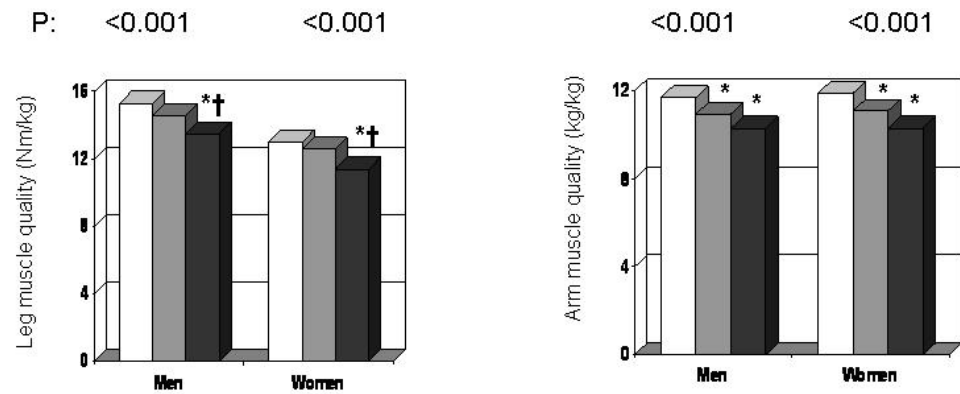 P: <0.001 <0.001 <0.001 <0.001
Leg muscle quality (Nm/kg)
16
12
8
4
0
*†
*†
Men Women
Arm muscle quality (kg/kg)
12
8
4
0
* *
* *
Men Women